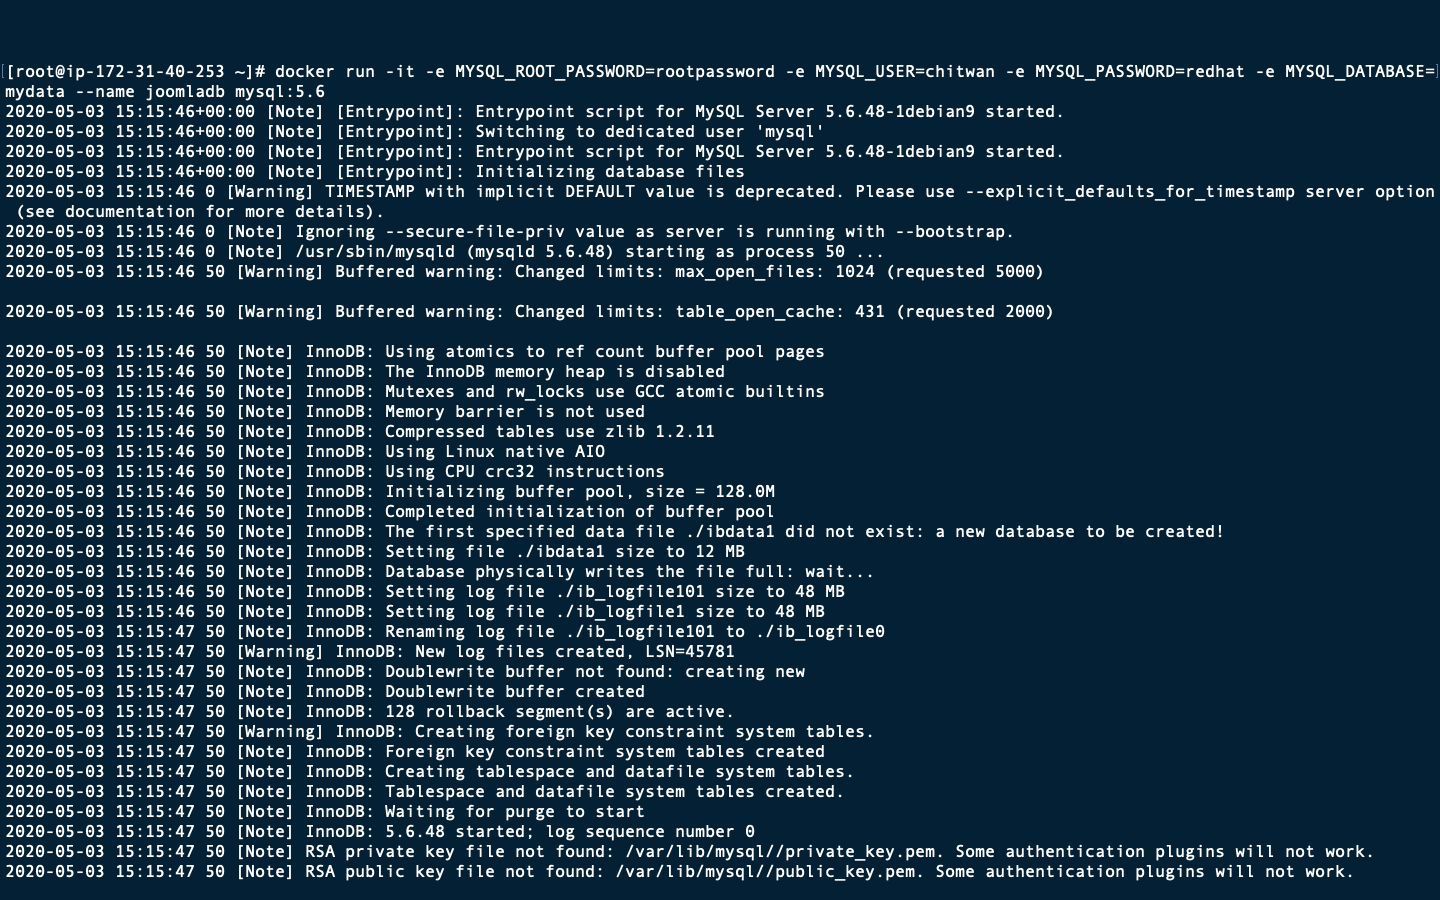 [[root@ip-172-31-40-253 ~]# docker run -it -e MYSQL_ROOT_PASSWORD=rootpassword -e MYSQL_USER=chitwan -e MYSQL_PASSWORD=redhat -e MYSQL_DATABASE=]
mydata --name joomladb mysql:5.6
2020-05-03 15:15:46+00:00 [Note] [Entrypoint]: Entrypoint script for MySQL Server 5.6.48-1debian9 started.
2020-05-03 15:15:46+00:00 [Note] [Entrypoint]: Switching to dedicated user 'mysql'
2020-05-03 15:15:46+00:00 [Note] [Entrypoint]: Entrypoint script for MySQL Server 5.6.48-1debian9 started.
2020-05-03 15:15:46+00:00 [Note] [Entrypoint]: Initializing database files
2020-05-03 15:15:46 0 [Warning] TIMESTAMP with implicit DEFAULT value is deprecated. Please use --explicit_defaults_for_timestamp server option
 (see documentation for more details).
2020-05-03 15:15:46 0 [Note] Ignoring --secure-file-priv value as server is running with --bootstrap.
2020-05-03 15:15:46 0 [Note] /usr/sbin/mysqld (mysqld 5.6.48) starting as process 50 ...
2020-05-03 15:15:46 50 [Warning] Buffered warning: Changed limits: max_open_files: 1024 (requested 5000)
2020-05-03 15:15:46 50 [Warning] Buffered warning: Changed limits: table_open_cache: 431 (requested 2000)
2020-05-03 15:15:46 50 [Note] InnoDB: Using atomics to ref count buffer pool pages
2020-05-03 15:15:46 50 [Note] InnoDB: The InnoDB memory heap is disabled
2020-05-03 15:15:46 50 [Note] InnoDB: Mutexes and rw_locks use GCC atomic builtins
2020-05-03 15:15:46 50 [Note] InnoDB: Memory barrier is not used
2020-05-03 15:15:46 50 [Note] InnoDB: Compressed tables use zlib 1.2.11
2020-05-03 15:15:46 50 [Note] InnoDB: Using Linux native AIO
2020-05-03 15:15:46 50 [Note] InnoDB: Using CPU crc32 instructions
2020-05-03 15:15:46 50 [Note] InnoDB: Initializing buffer pool, size = 128.0M
2020-05-03 15:15:46 50 [Note] InnoDB: Completed initialization of buffer pool
2020-05-03 15:15:46 50 [Note] InnoDB: The first specified data file ./ibdata1 did not exist: a new database to be created!
2020-05-03 15:15:46 50 [Note] InnoDB: Setting file ./ibdata1 size to 12 MB
2020-05-03 15:15:46 50 [Note] InnoDB: Database physically writes the file full: wait...
2020-05-03 15:15:46 50 [Note] InnoDB: Setting log file ./ib_logfile101 size to 48 MB
2020-05-03 15:15:46 50 [Note] InnoDB: Setting log file ./ib_logfile1 size to 48 MB
2020-05-03 15:15:47 50 [Note] InnoDB: Renaming log file ./ib_logfile101 to ./ib_logfile0
2020-05-03 15:15:47 50 [Warning] InnoDB: New log files created, LSN=45781
2020-05-03 15:15:47 50 [Note] InnoDB: Doublewrite buffer not found: creating new
2020-05-03 15:15:47 50 [Note] InnoDB: Doublewrite buffer created
2020-05-03 15:15:47 50 [Note] InnoDB: 128 rollback segment(s) are active.
2020-05-03 15:15:47 50 [Warning] InnoDB: Creating foreign key constraint system tables.
2020-05-03 15:15:47 50 [Note] InnoDB: Foreign key constraint system tables created
2020-05-03 15:15:47 50 [Note] InnoDB: Creating tablespace and datafile system tables.
2020-05-03 15:15:47 50 [Note] InnoDB: Tablespace and datafile system tables created.
2020-05-03 15:15:47 50 [Note] InnoDB: Waiting for purge to start
2020-05-03 15:15:47 50 [Note] InnoDB: 5.6.48 started; log sequence number 0
2020-05-03 15:15:47 50 [Note] RSA private key file not found: /var/lib/mysql//private_key.pem. Some authentication plugins will not work.
2020-05-03 15:15:47 50 [Note] RSA public key file not found: /var/lib/mysql//public_key.pem. Some authentication plugins will not work.